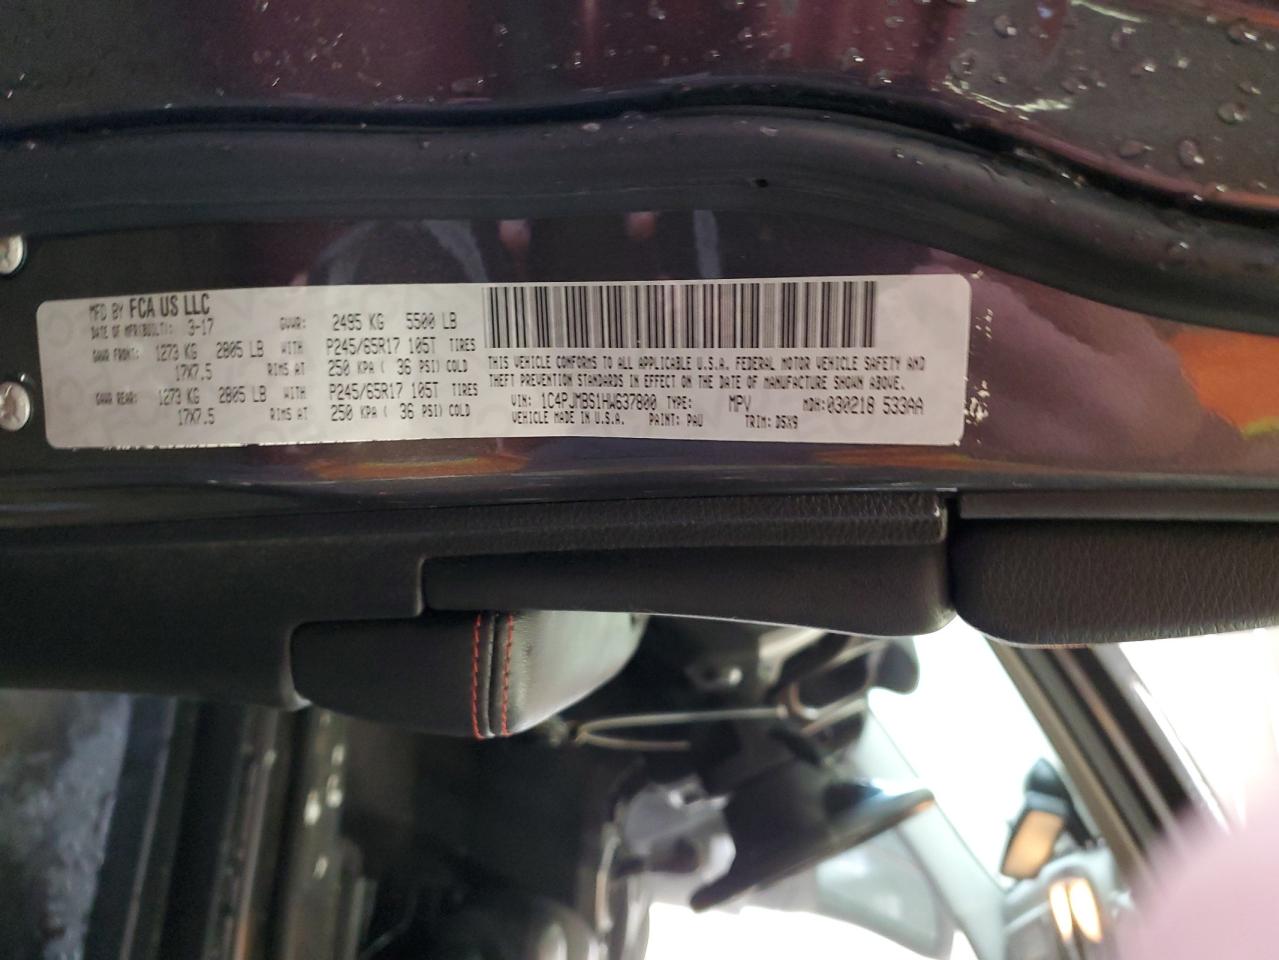 MFD BY FCA US LLC
DATE OF MFR(BUILT): 3-17 GVWR: 2495 KG 5500 LB
GAWR FRONT: 1273 KG 2805 LB WITH P245/65R17 105T TIRES
17X7.5 RIMS AT 250 KPA ( 36 PSI) COLD
GAWR REAR: 1273 KG 2805 LB WITH P245/65R17 105T TIRES
17X7.5 RIMS AT 250 KPA ( 36 PSI) COLD
THIS VEHICLE CONFORMS TO ALL APPLICABLE U.S.A. FEDERAL MOTOR VEHICLE SAFETY AND
THEFT PREVENTION STANDARDS IN EFFECT ON THE DATE OF MANUFACTURE SHOWN ABOVE.
VIN: 1C4PJMBS1HW637800 TYPE: MPV MDH:030218 533AA
VEHICLE MADE IN U.S.A. PAINT: PAU TRIM: DSX9